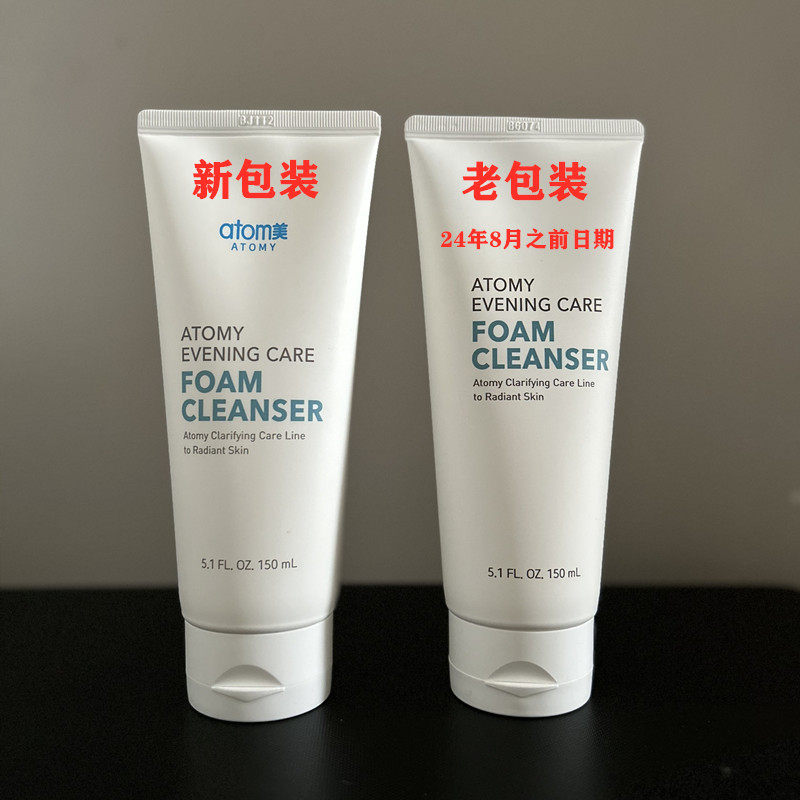 BJ112
新包装
atom美
ATOMY
ATOMY
EVENING CARE
FOAM
CLEANSER
Atomy Clarifying Care Line
to Radiant Skin
5.1 FL. OZ. 150 mL
老包装
24年8月之前日期
ATOMY
EVENING CARE
FOAM
CLEANSER
Atomy Clarifying Care Line
to Radiant Skin
5.1 FL. OZ. 150 mL